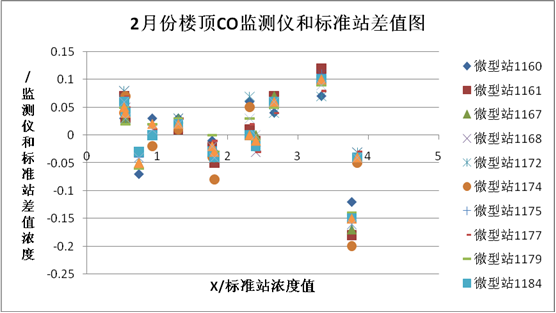 2月份楼顶CO监测仪和标准站差值图
/监测仪和标准站差值浓度
0.15
0.1
0.05
0
-0.05
-0.1
-0.15
-0.2
-0.25
0 1 2 3 4 5
X/标准站浓度值
微型站1160
微型站1161
微型站1167
微型站1168
微型站1172
微型站1174
微型站1175
微型站1177
微型站1179
微型站1184